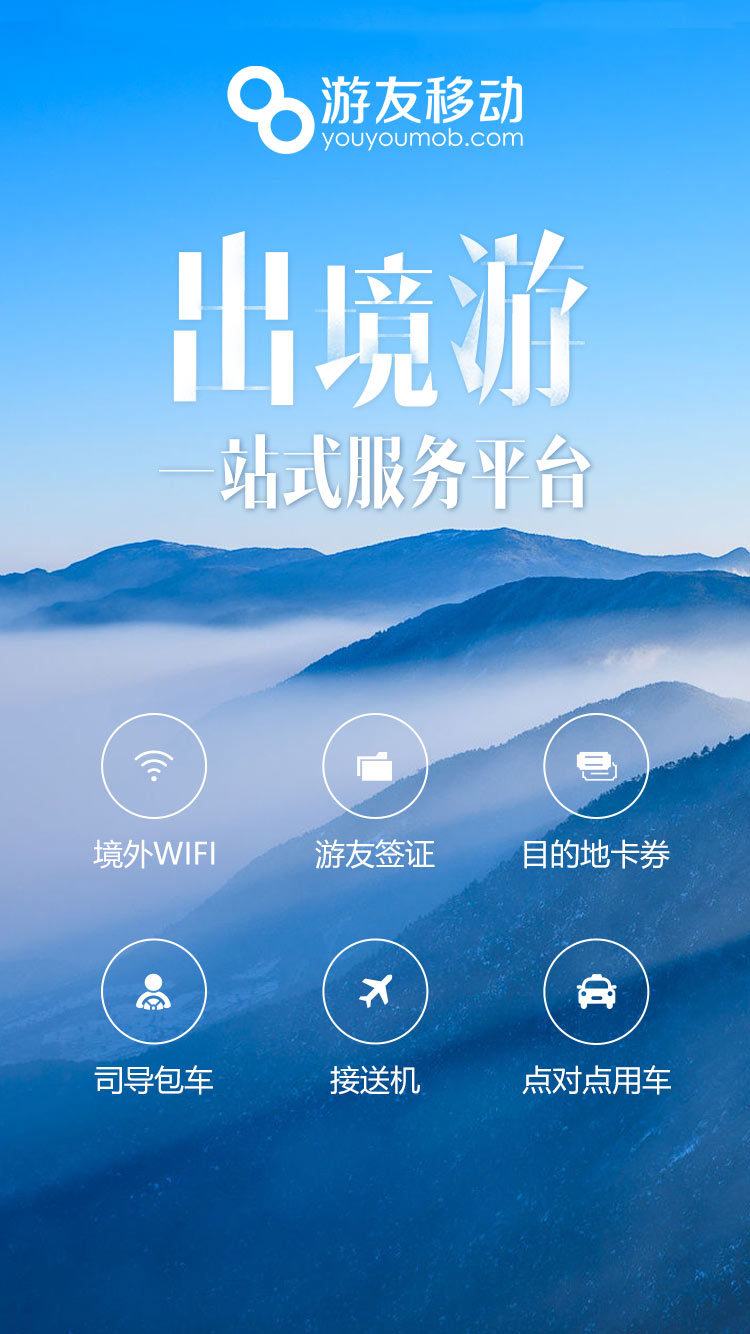 游友移动
youyoumob.com
出境游
一站式服务平台
境外WIFI
游友签证
目的地卡券
司导包车
接送机
点对点用车